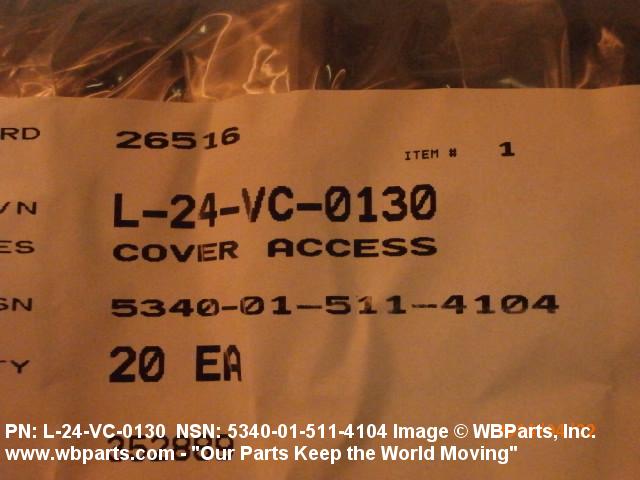 RD 26516
ITEM # 1
/N L-24-VC-0130
ES COVER ACCESS
SN 5340-01-511-4104
Y 20 EA
PN: L-24-VC-0130 NSN: 5340-01-511-4104 Image © WBParts, Inc.
www.wbparts.com - "Our Parts Keep the World Moving"